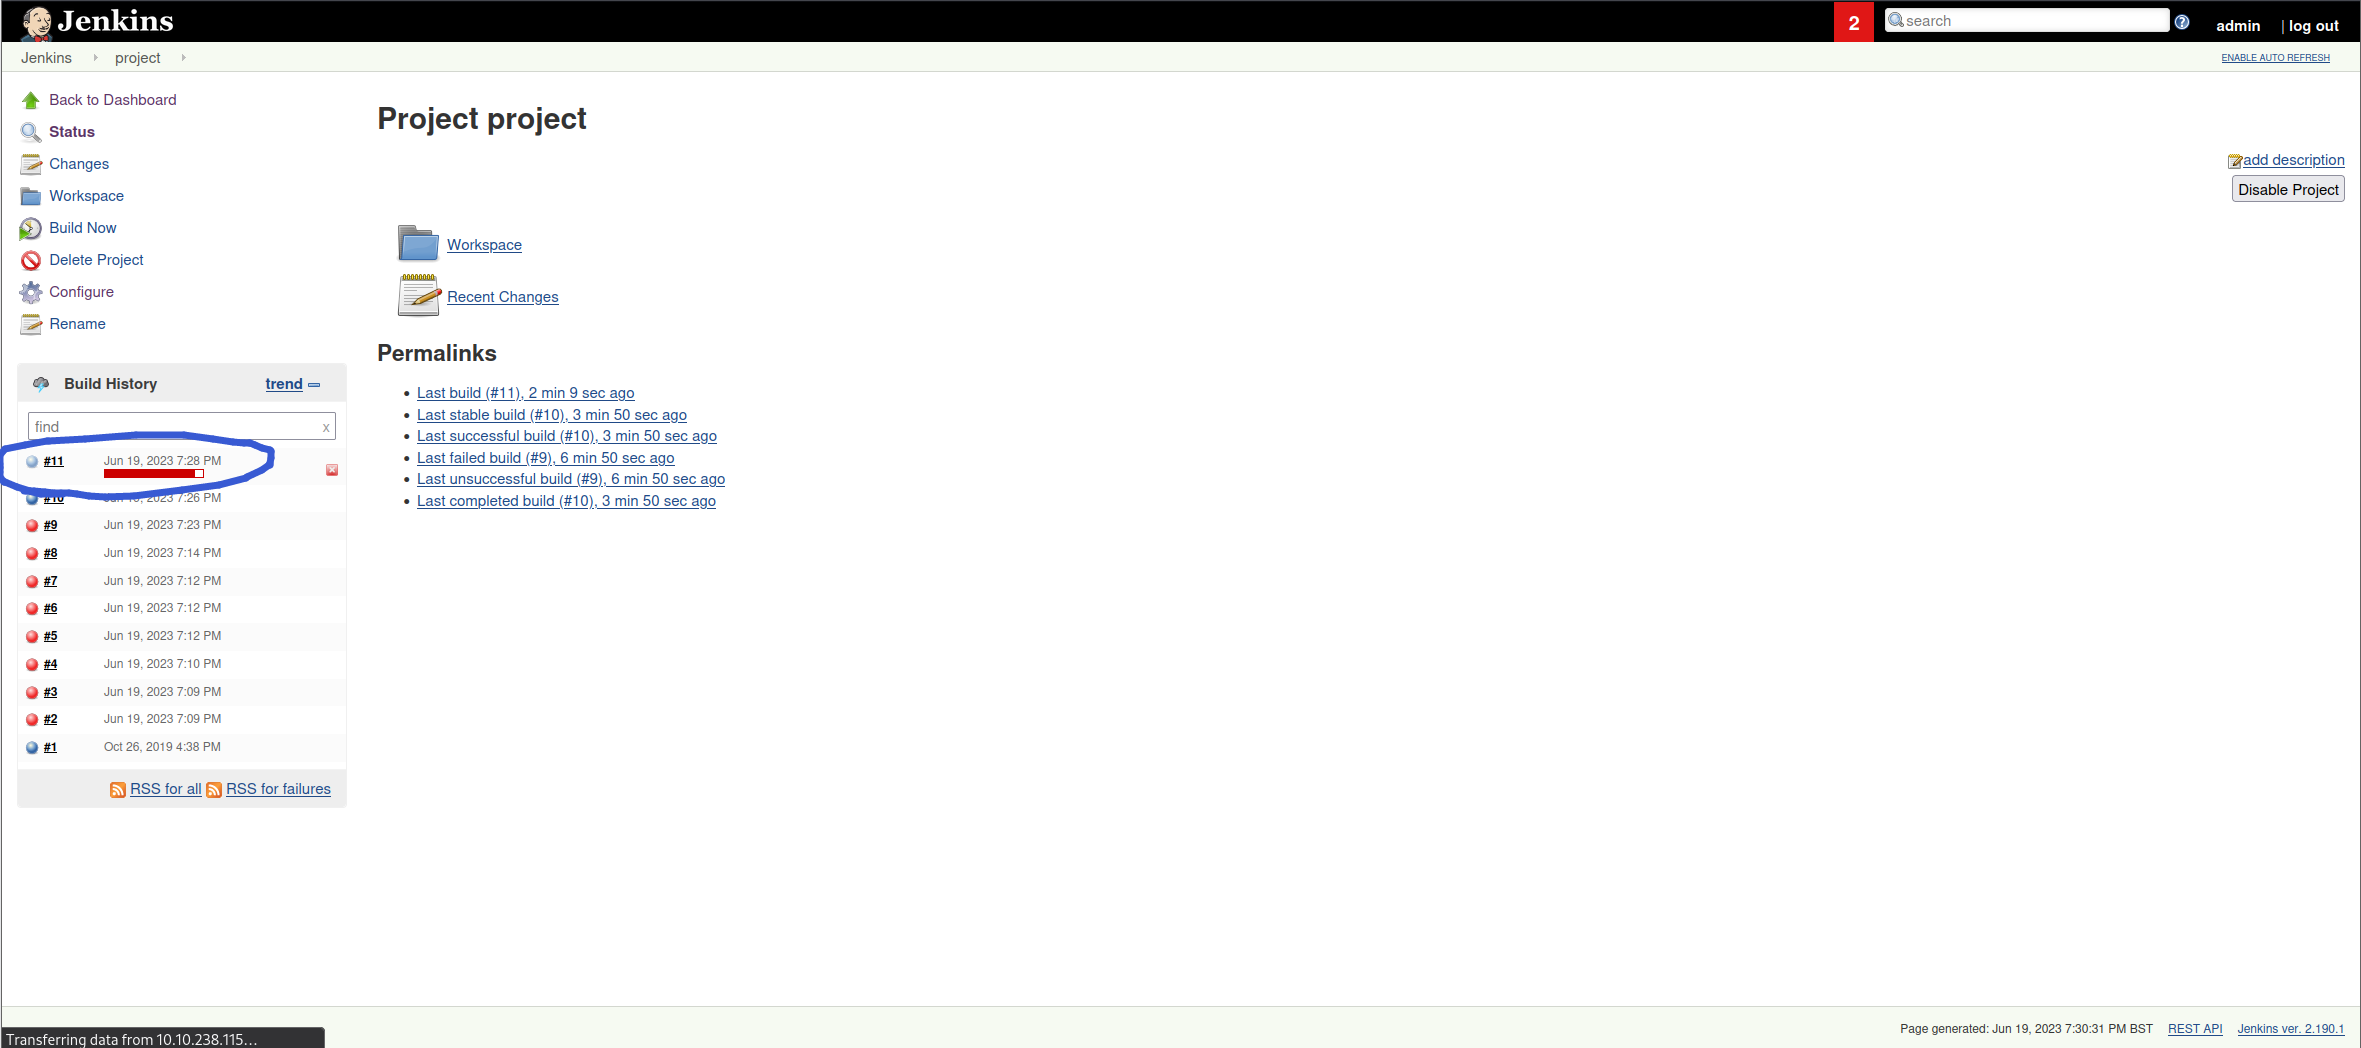 Jenkins
2
search
admin
| log out
Jenkins
project
ENABLE AUTO REFRESH
Back to Dashboard
Status
Changes
Workspace
Build Now
Delete Project
Configure
Rename
Project project
add description
Disable Project
Workspace
Recent Changes
Permalinks
Last build (#11), 2 min 9 sec ago
Last stable build (#10), 3 min 50 sec ago
Last successful build (#10), 3 min 50 sec ago
Last failed build (#9), 6 min 50 sec ago
Last unsuccessful build (#9), 6 min 50 sec ago
Last completed build (#10), 3 min 50 sec ago
Build History
trend
find
x
#11 Jun 19, 2023 7:28 PM
#10 Jun 19, 2023 7:26 PM
#9 Jun 19, 2023 7:23 PM
#8 Jun 19, 2023 7:14 PM
#7 Jun 19, 2023 7:12 PM
#6 Jun 19, 2023 7:12 PM
#5 Jun 19, 2023 7:12 PM
#4 Jun 19, 2023 7:10 PM
#3 Jun 19, 2023 7:09 PM
#2 Jun 19, 2023 7:09 PM
#1 Oct 26, 2019 4:38 PM
RSS for all RSS for failures
Page generated: Jun 19, 2023 7:30:31 PM BST REST API Jenkins ver. 2.190.1
Transferring data from 10.10.238.115…